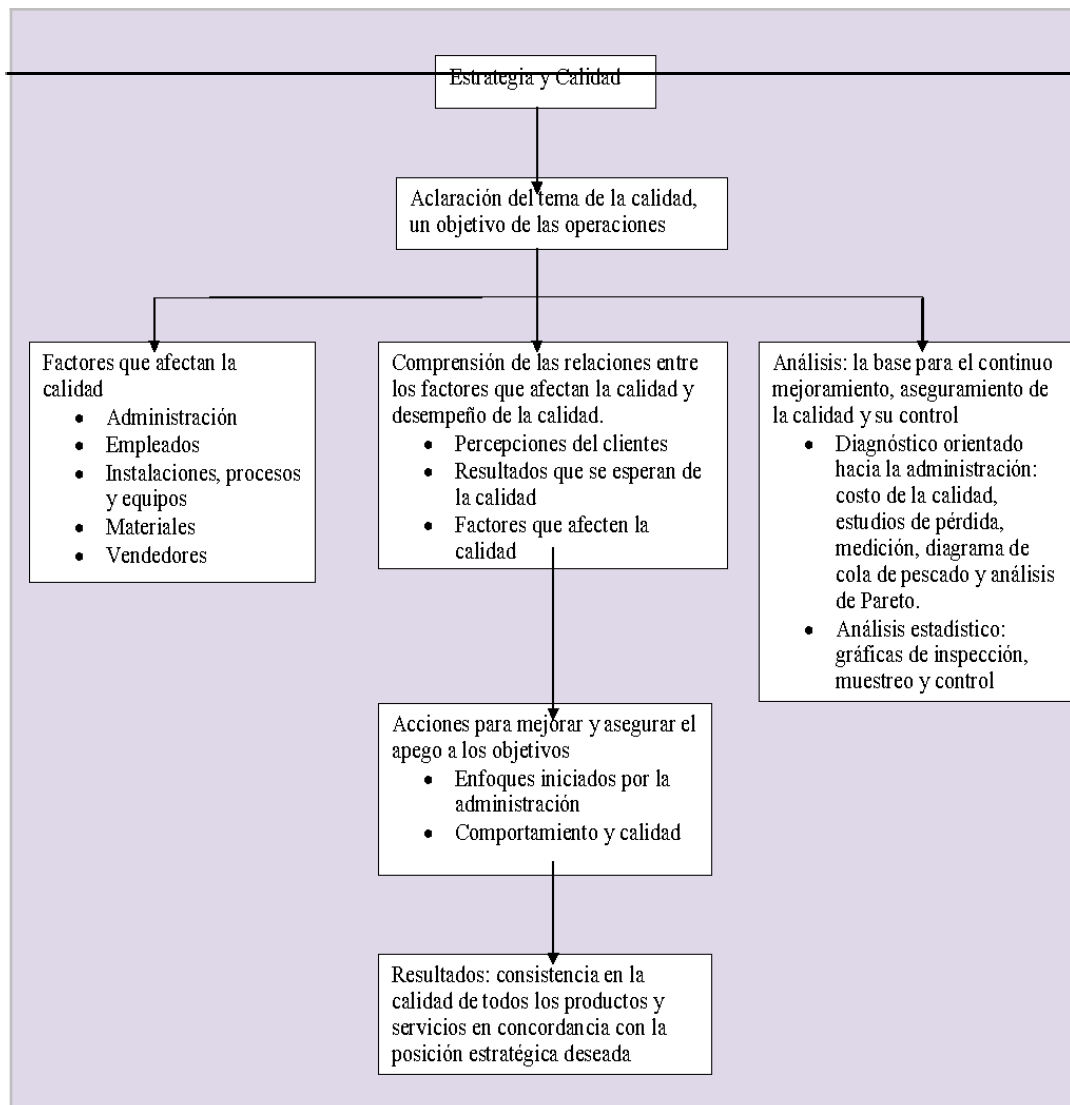 Estrategia y Calidad
Aclaración del tema de la calidad,
un objetivo de las operaciones
Factores que afectan la
calidad
• Administración
• Empleados
• Instalaciones, procesos
y equipos
• Materiales
• Vendedores
Comprensión de las relaciones entre
los factores que afectan la calidad y
desempeño de la calidad.
• Percepciones del clientes
• Resultados que se esperan de
la calidad
• Factores que afecten la
calidad
Análisis: la base para el continuo
mejoramiento, aseguramiento de
la calidad y su control
• Diagnóstico orientado
hacia la administración:
costo de la calidad,
estudios de pérdida,
medición, diagrama de
cola de pescado y análisis
de Pareto.
• Análisis estadístico:
gráficas de inspección,
muestreo y control
Acciones para mejorar y asegurar el
apego a los objetivos
• Enfoques iniciados por la
administración
• Comportamiento y calidad
Resultados: consistencia en la
calidad de todos los productos y
servicios en concordancia con la
posición estratégica deseada